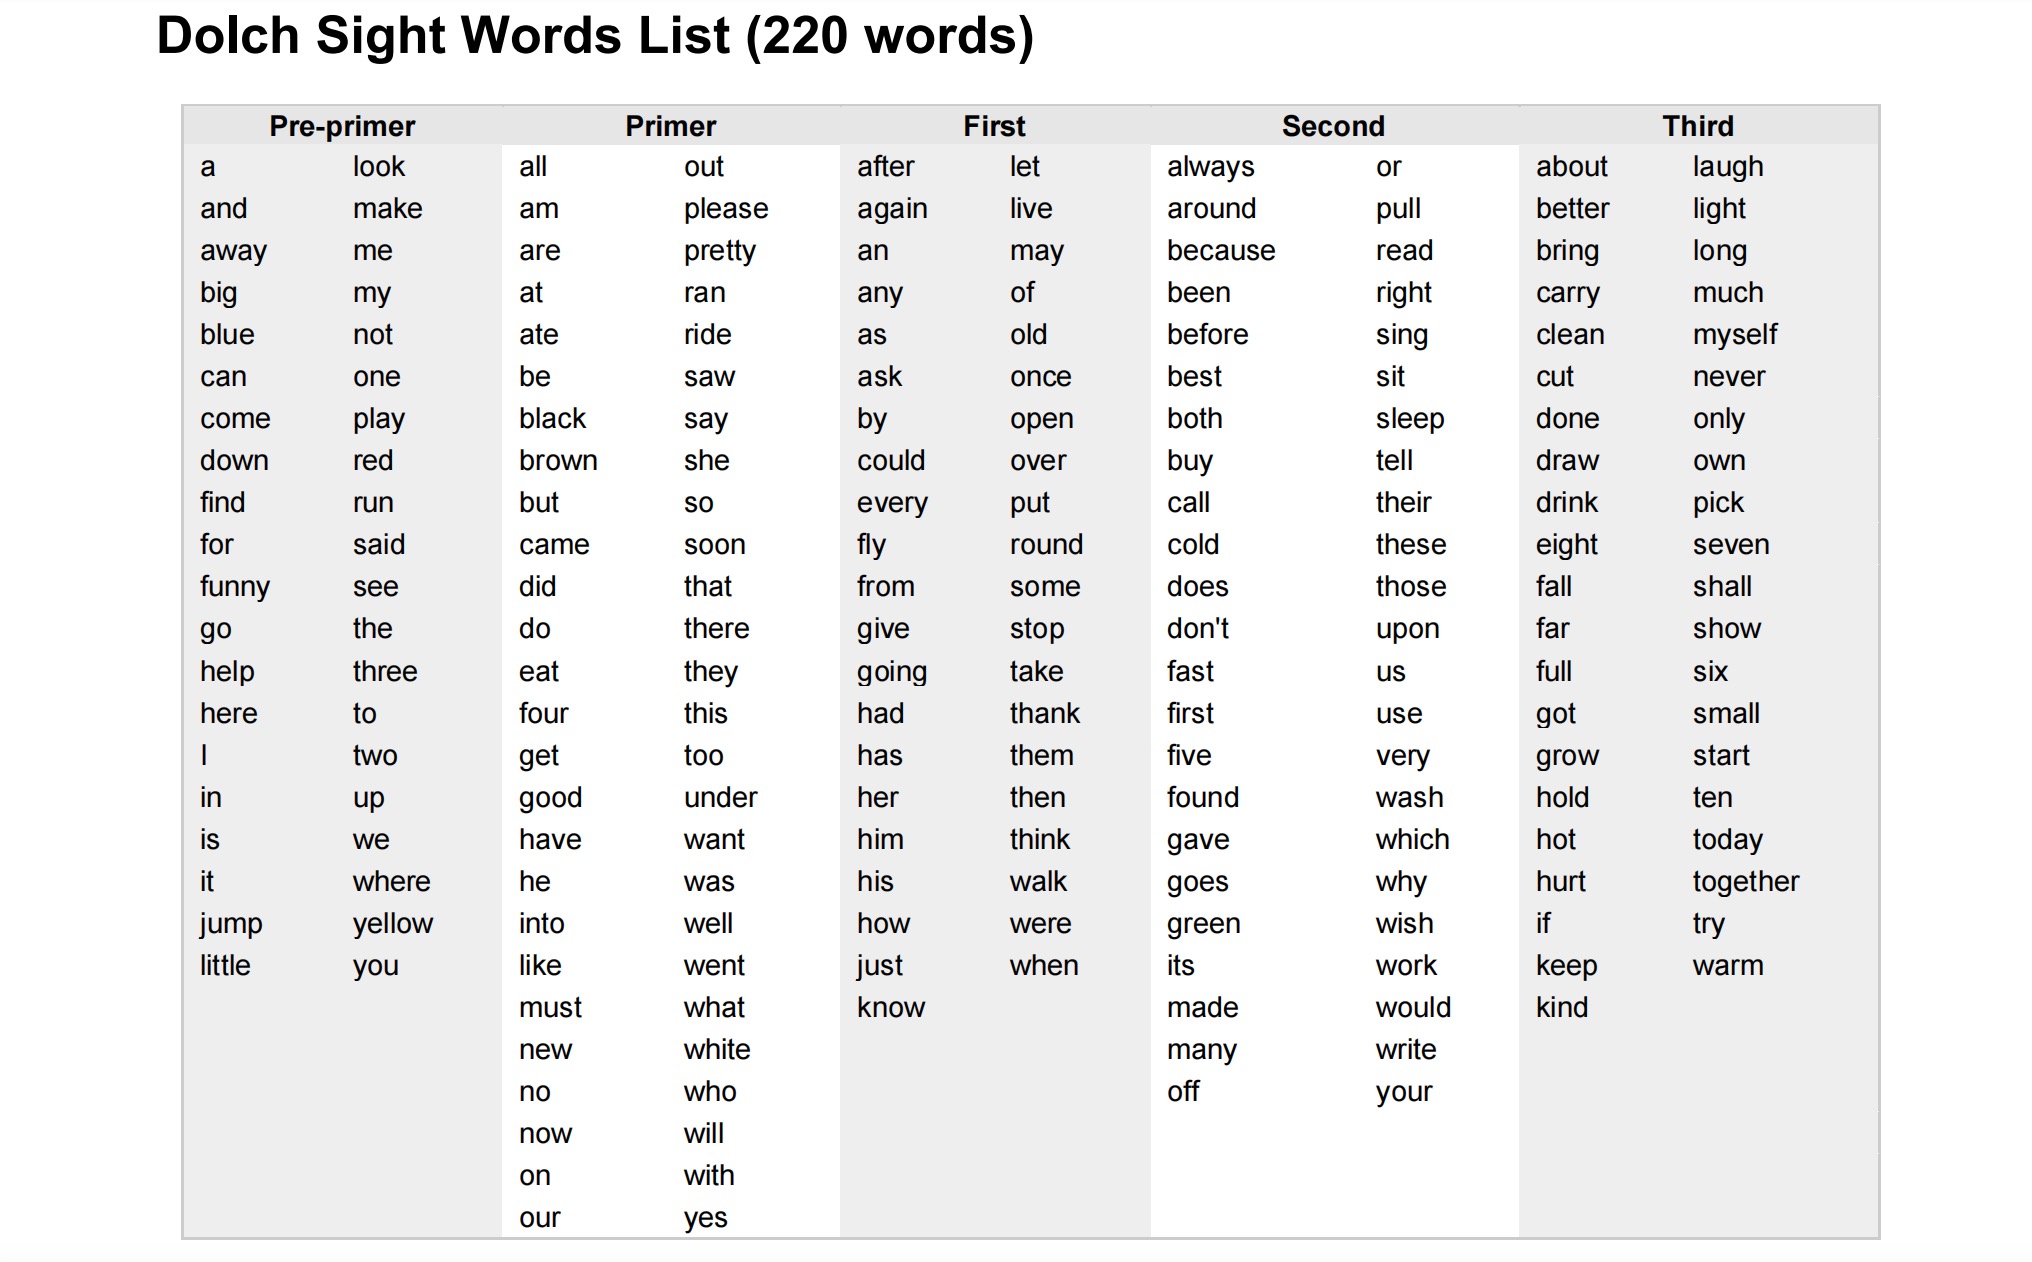 Dolch Sight Words List (220 words)
Pre-primer Primer First Second Third
a look all out after let always or about laugh
and make am please again live around pull better light
away me are pretty an may because read bring long
big my at ran any of been right carry much
blue not ate ride as old before sing clean myself
can one be saw ask once best sit cut never
come play black say by open both sleep done only
down red brown she could over buy tell draw own
find run but so every put call their drink pick
for said came soon fly round cold these eight seven
funny see did that from some does those fall shall
go the do there give stop don't upon far show
help three eat they going take fast us full six
here to four this had thank first use got small
I two get too has them five very grow start
in up good under her then found wash hold ten
is we have want him think gave which hot today
it where he was his walk goes why hurt together
jump yellow into well how were green wish if try
little you like went just when its work keep warm
must what know made would kind
new white many write
no who off your
now will
on with
our yes